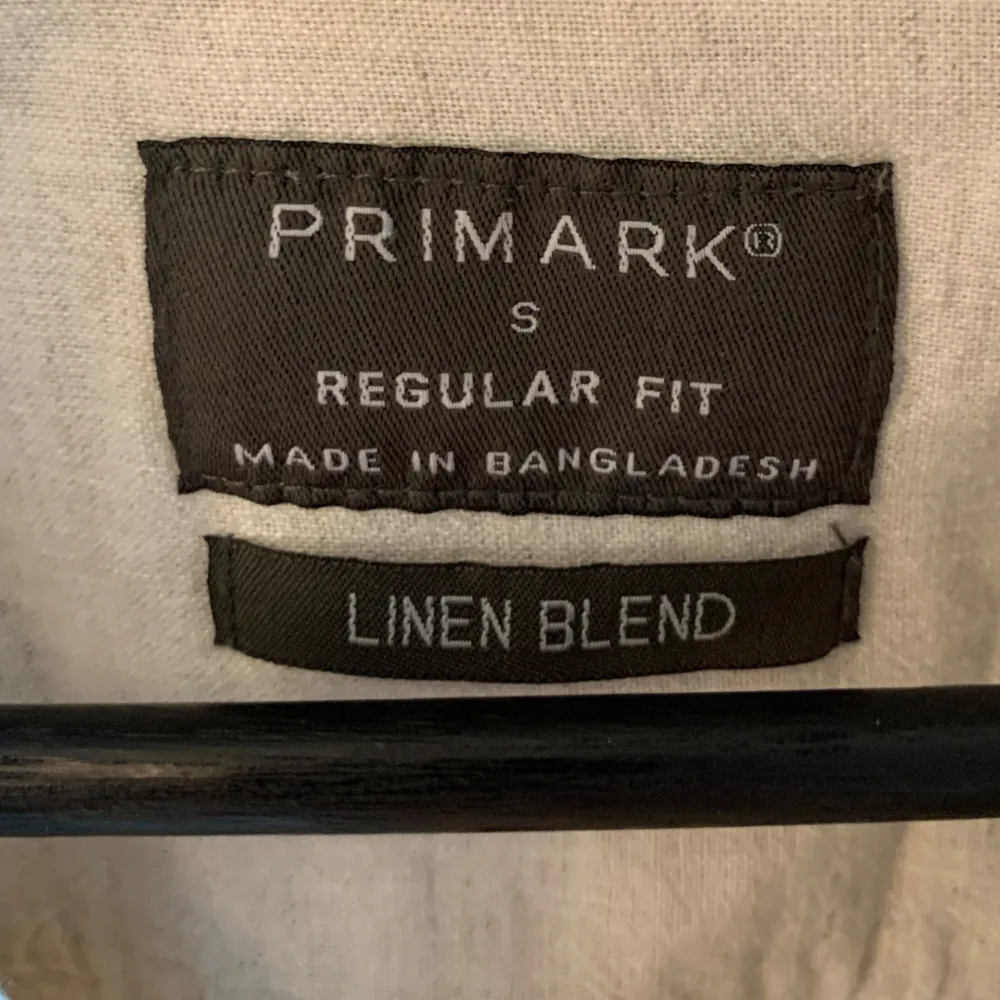 PRIMARK®
S
REGULAR FIT
MADE IN BANGLADESH
LINEN BLEND